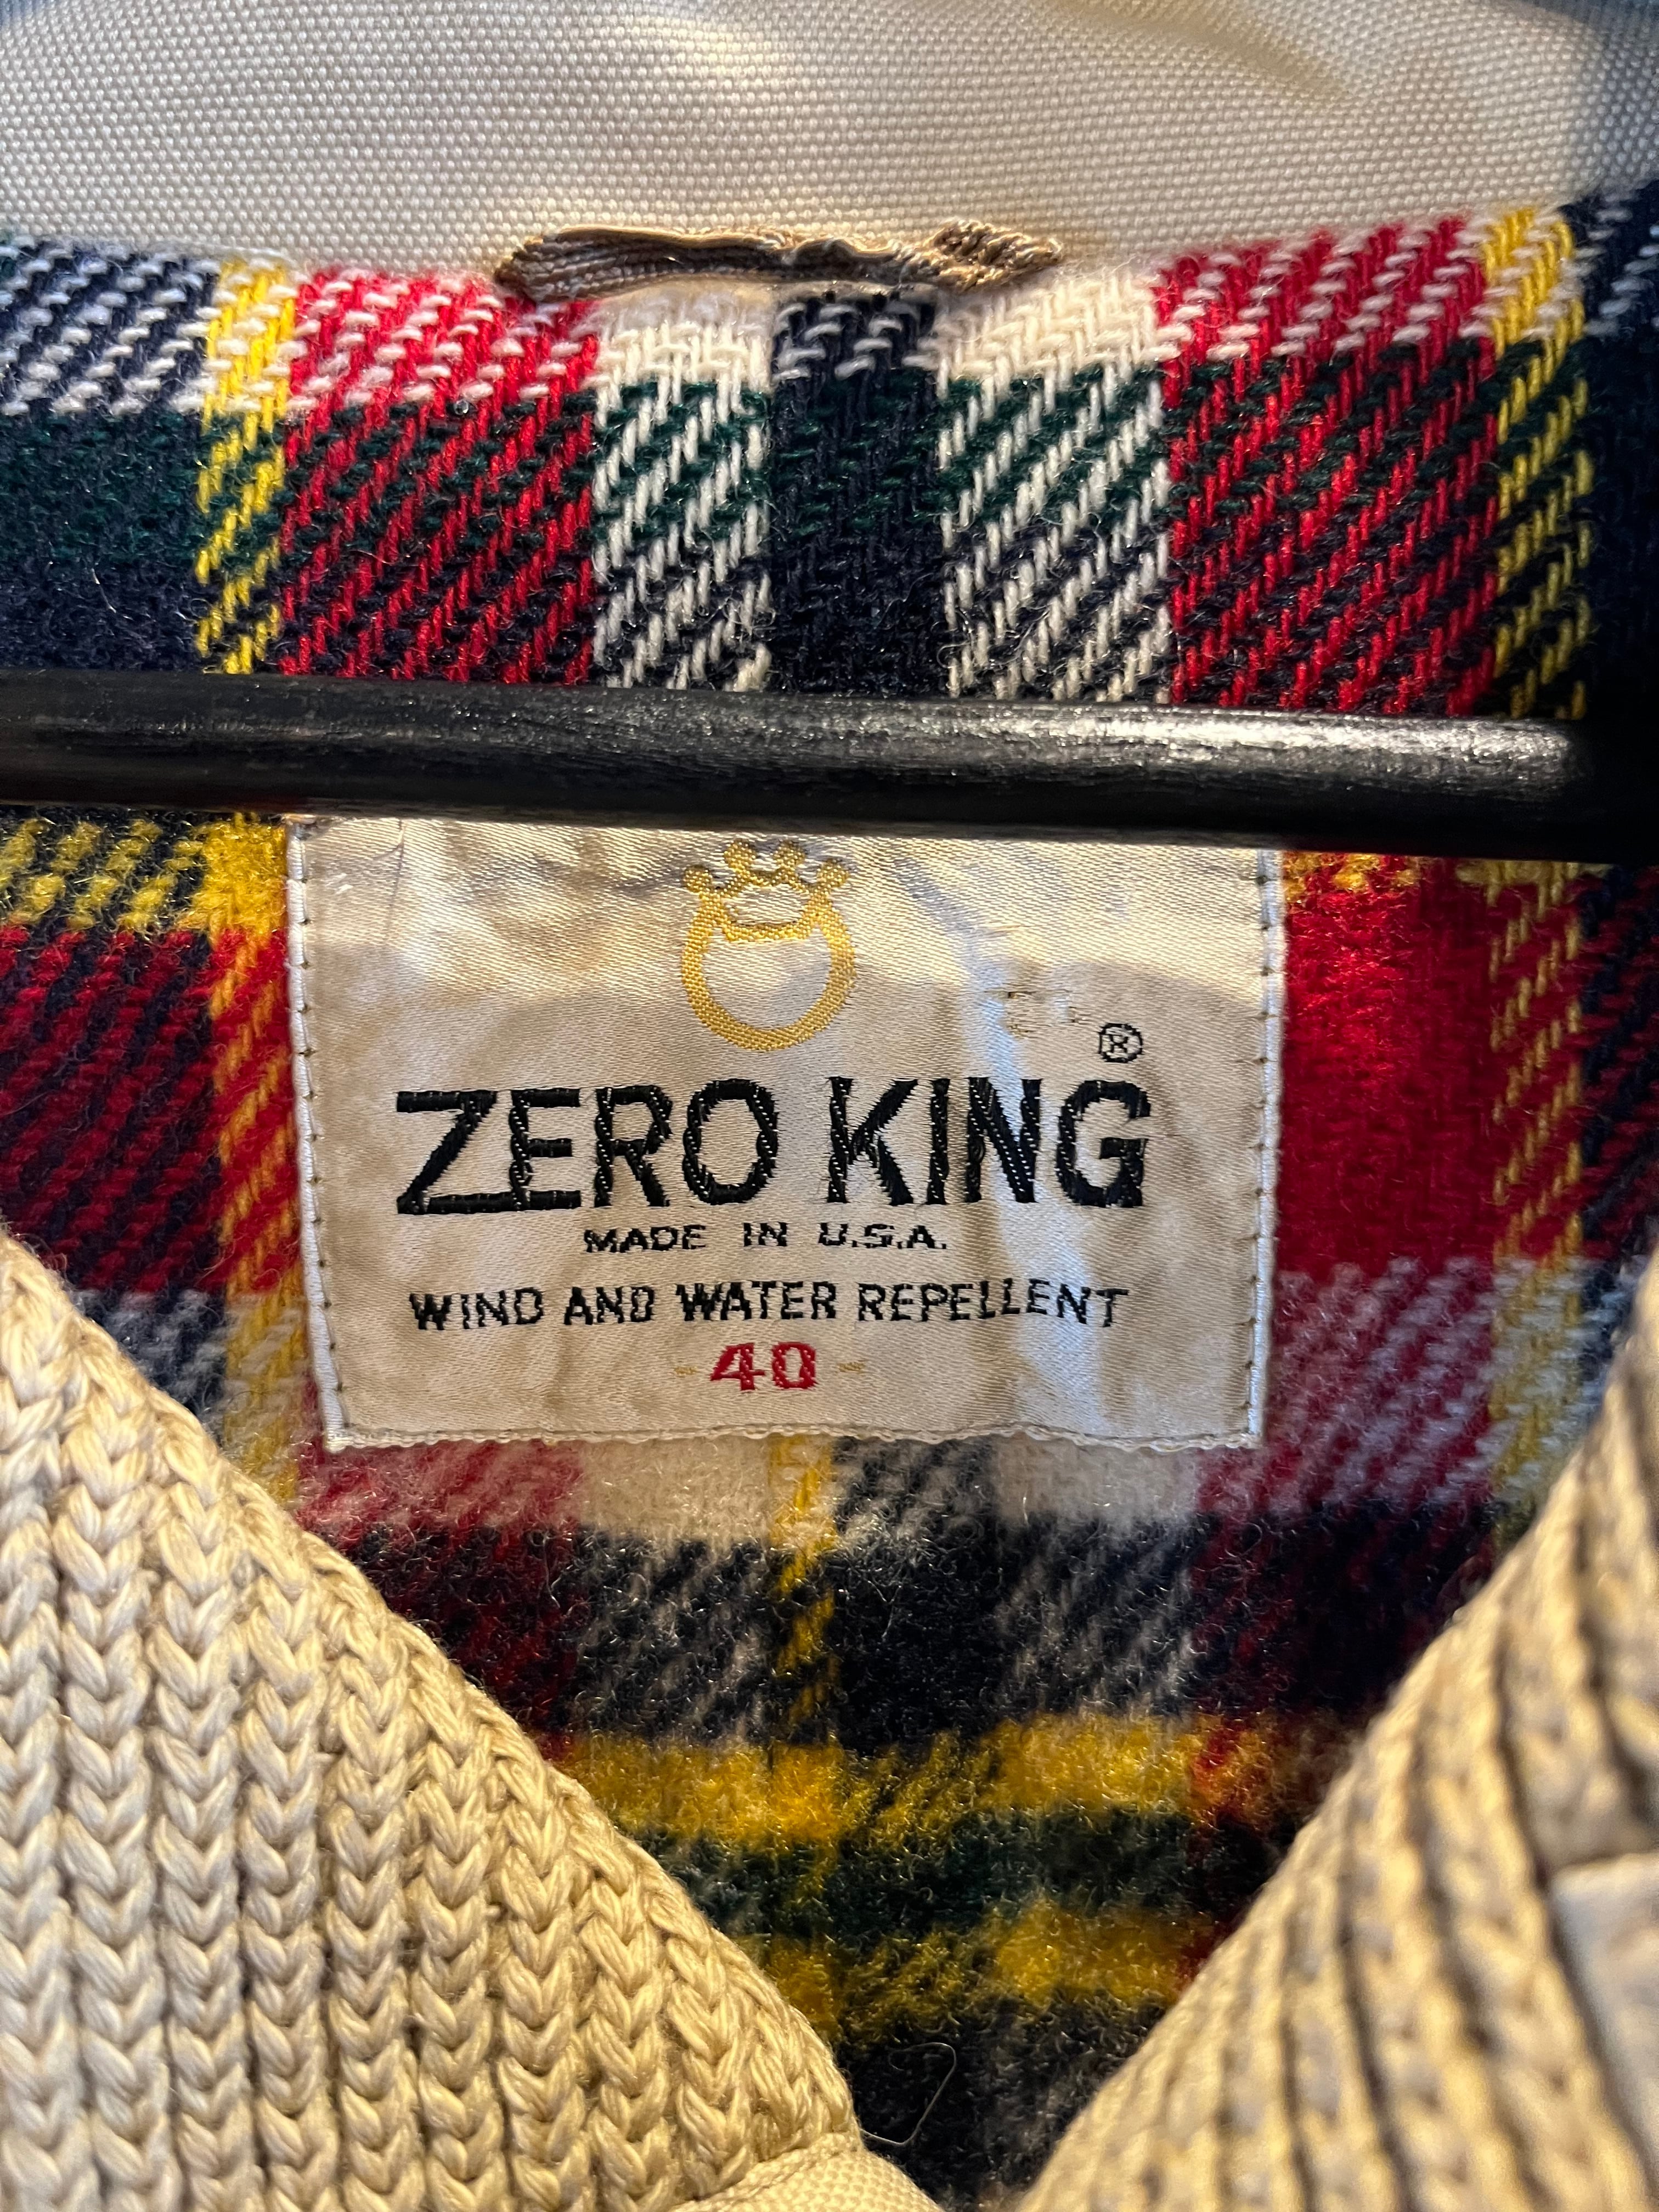 ®
ZERO KING
MADE IN U.S.A.
WIND AND WATER REPELLENT
- 40 -